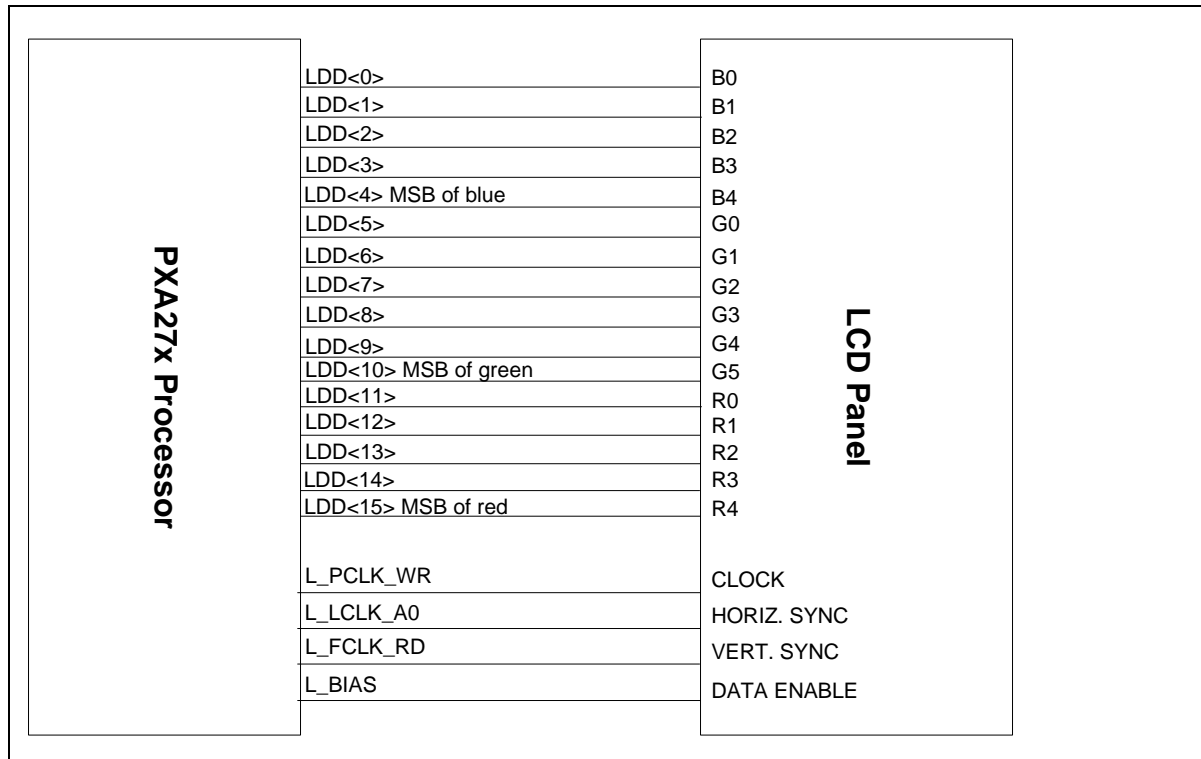 PXA27x Processor
LDD<0>
LDD<1>
LDD<2>
LDD<3>
LDD<4> MSB of blue
LDD<5>
LDD<6>
LDD<7>
LDD<8>
LDD<9>
LDD<10> MSB of green
LDD<11>
LDD<12>
LDD<13>
LDD<14>
LDD<15> MSB of red
L_PCLK_WR
L_LCLK_A0
L_FCLK_RD
L_BIAS
B0
B1
B2
B3
B4
G0
G1
G2
G3
G4
G5
R0
R1
R2
R3
R4
CLOCK
HORIZ. SYNC
VERT. SYNC
DATA ENABLE
LCD Panel